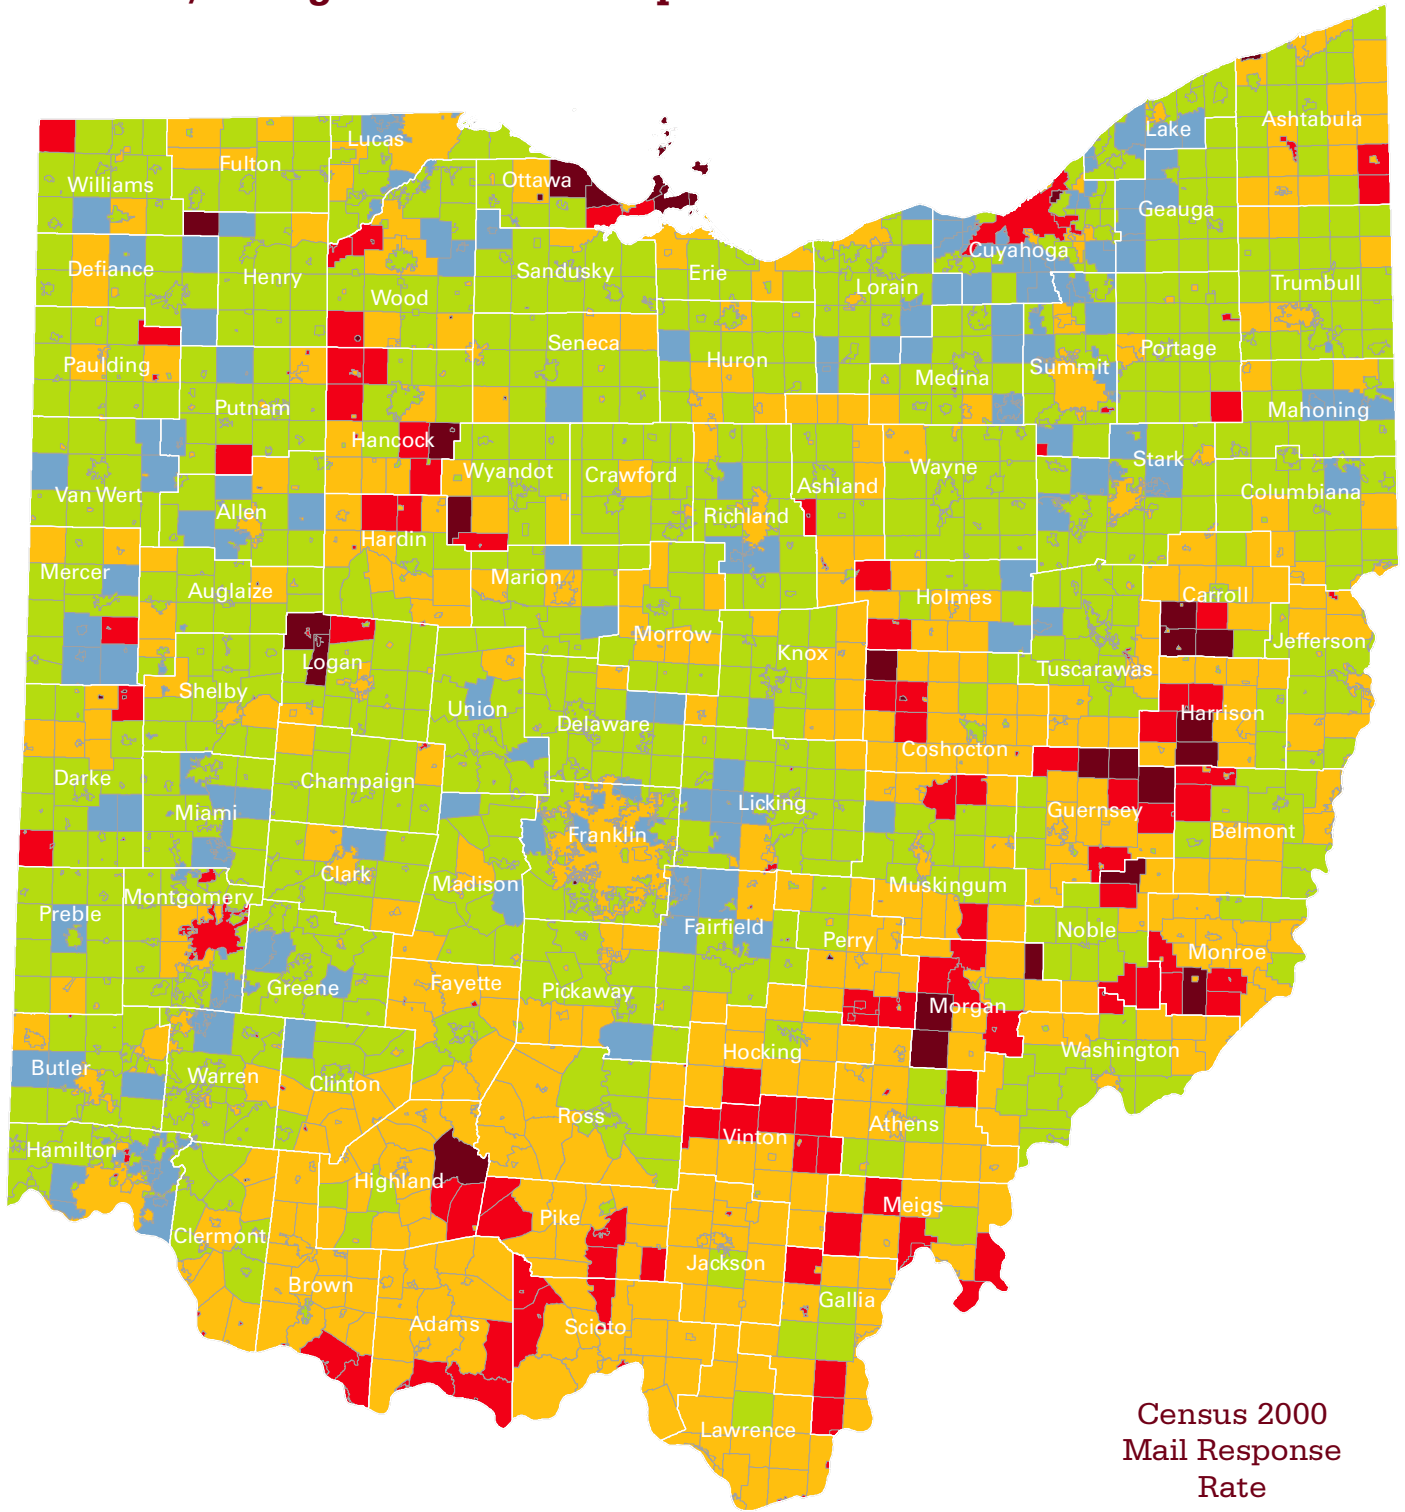 Lake
Ashtabula
Lucas
Fulton
Ottawa
Williams
Geauga
Cuyahoga
Defiance
Henry
Sandusky
Erie
Lorain
Trumbull
Wood
Seneca
Portage
Huron
Paulding
Summit
Medina
Putnam
Mahoning
Hancock
Stark
Wayne
Wyandot
Crawford
Ashland
Van Wert
Columbiana
Allen
Richland
Hardin
Mercer
Marion
Auglaize
Carroll
Holmes
Morrow
Jefferson
Knox
Logan
Tuscarawas
Shelby
Union
Harrison
Delaware
Coshocton
Darke
Champaign
Licking
Miami
Guernsey
Franklin
Belmont
Clark
Madison
Muskingum
Montgomery
Preble
Fairfield
Noble
Perry
Monroe
Fayette
Greene
Pickaway
Morgan
Hocking
Washington
Butler
Warren
Clinton
Ross
Athens
Vinton
Hamilton
Highland
Meigs
Pike
Clermont
Jackson
Brown
Gallia
Adams
Scioto
Lawrence
Census 2000
Mail Response
Rate